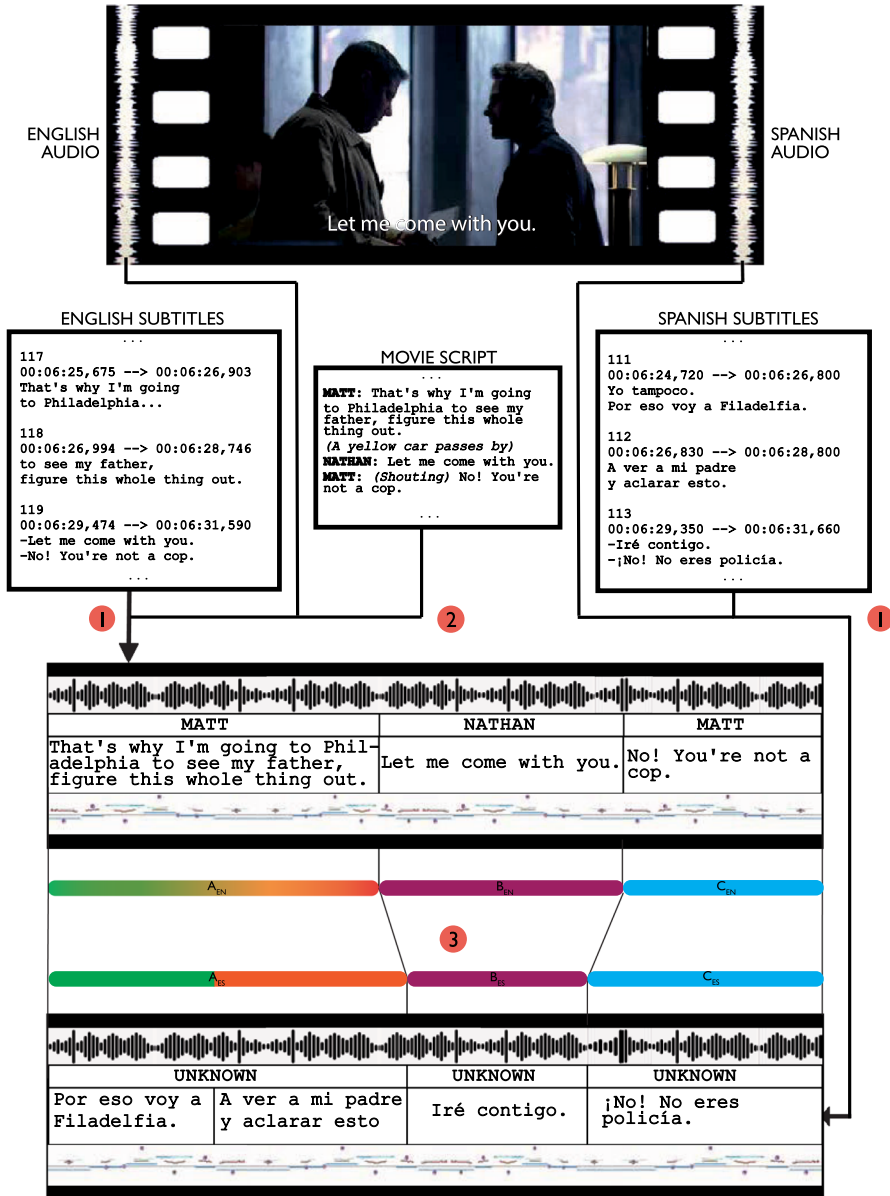 ENGLISH
AUDIO
SPANISH
AUDIO
Let me come with you.
ENGLISH SUBTITLES
...
117
00:06:25,675 --> 00:06:26,903
That's why I'm going
to Philadelphia...
118
00:06:26,994 --> 00:06:28,746
to see my father,
figure this whole thing out.
119
00:06:29,474 --> 00:06:31,590
-Let me come with you.
-No! You're not a cop.
...
MOVIE SCRIPT
...
MATT: That's why I'm going
to Philadelphia to see my
father, figure this whole
thing out.
(A yellow car passes by)
NATHAN: Let me come with you.
MATT: (Shouting) No! You're
not a cop.
...
SPANISH SUBTITLES
...
111
00:06:24,720 --> 00:06:26,800
Yo tampoco.
Por eso voy a Filadelfia.
112
00:06:26,830 --> 00:06:28,800
A ver a mi padre
y aclarar esto.
113
00:06:29,350 --> 00:06:31,660
-Iré contigo.
-¡No! No eres policía.
...
1
2
1
MATT
NATHAN
MATT
That's why I'm going to Phil-
adelphia to see my father,
figure this whole thing out.
Let me come with you.
No! You're not a
cop.
A EN
B EN
C EN
3
A ES
B ES
C ES
UNKNOWN
UNKNOWN
UNKNOWN
Por eso voy a
Filadelfia.
A ver a mi padre
y aclarar esto
Iré contigo.
¡No! No eres
policía.